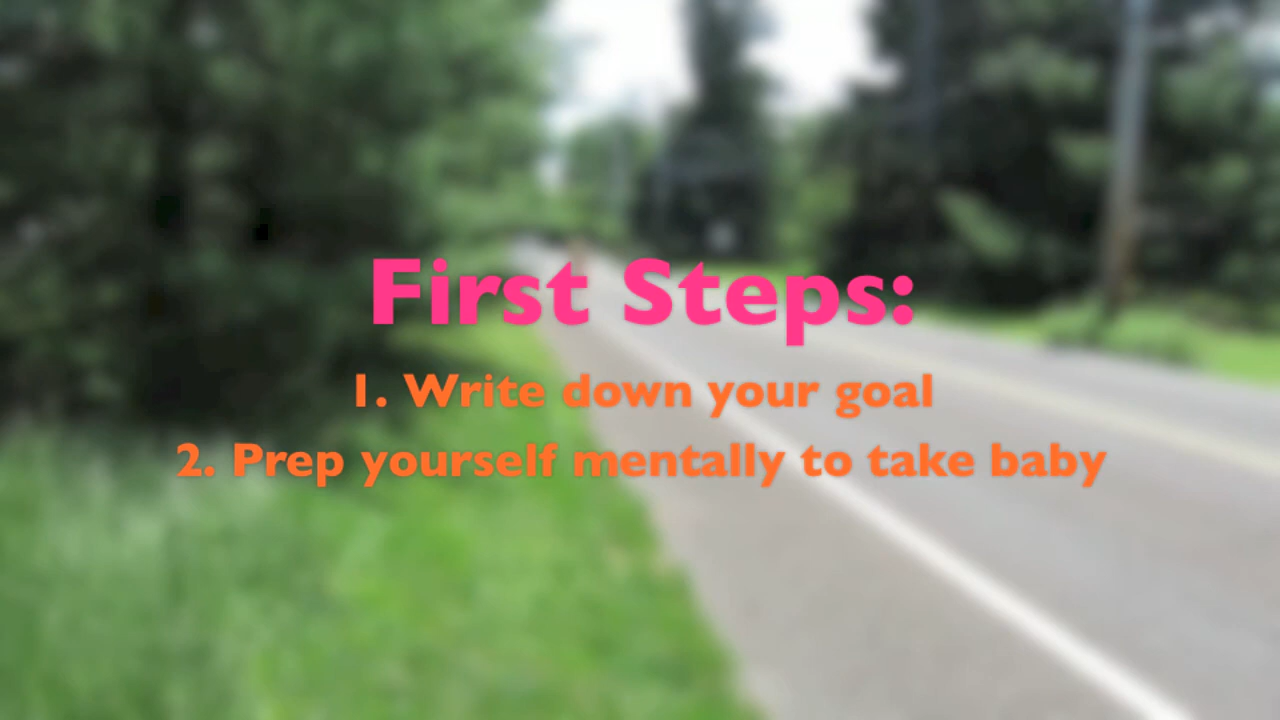 First Steps:
1. Write down your goal
2. Prep yourself mentally to take baby